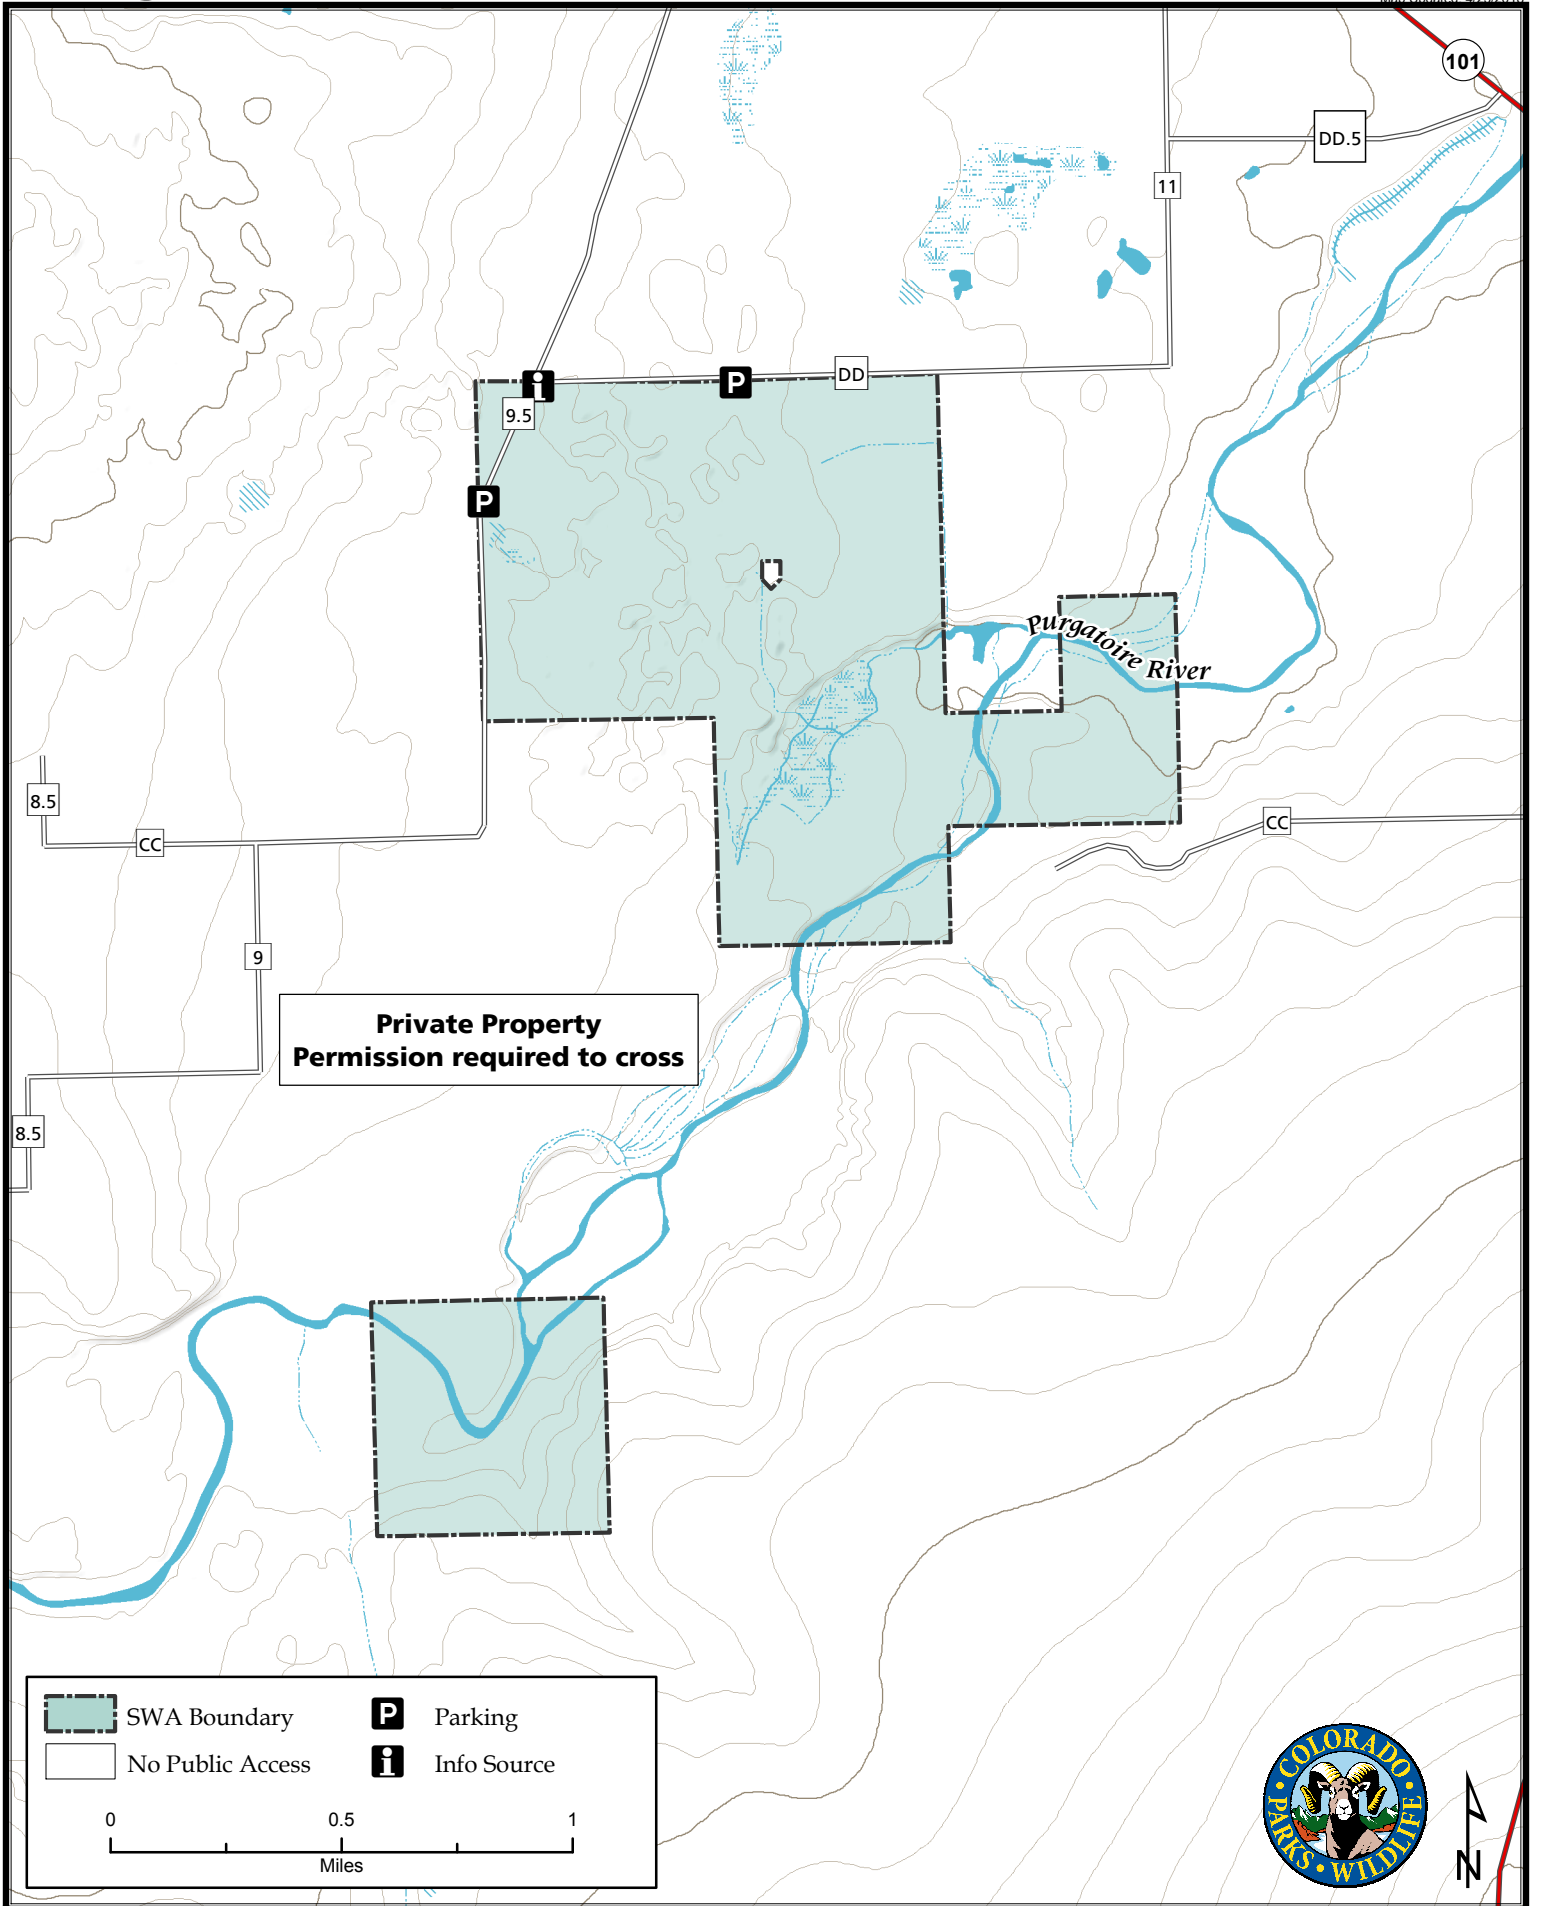 101
DD.5
11
DD
i
P
9.5
P
Purgatoire River
8.5
CC
CC
9
Private Property
Permission required to cross
8.5
SWA Boundary
P Parking
No Public Access
i Info Source
0 0.5 1
Miles
COLORADO
PARKS • WILDLIFE
N